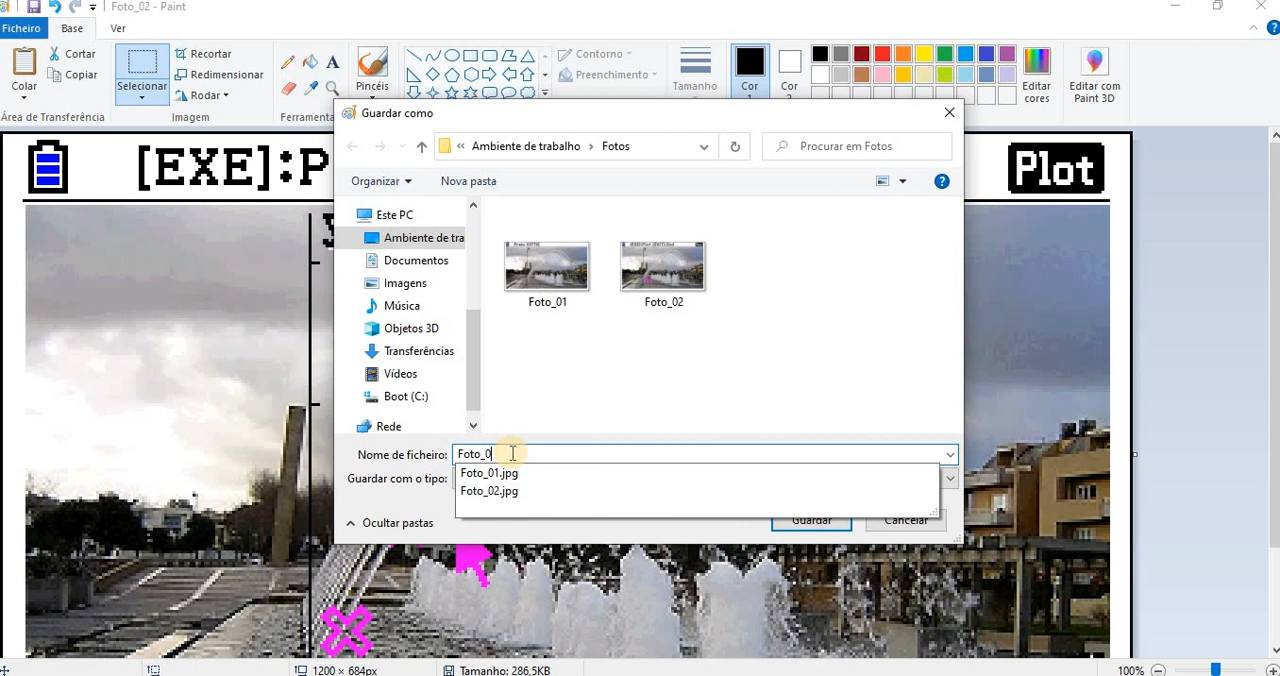 Foto_02 - Paint
Ficheiro
Base
Ver
Colar
Cortar
Copiar
Área de Transferência
Selecionar
Recortar
Redimensionar
Rodar
Imagem
Ferramenta
Pincéis
Contorno
Preenchimento
Tamanho
Cor
1
Cor
2
Editar
cores
Editar com
Paint 3D
[EXE]:P
Plot
Guardar como
« Ambiente de trabalho › Fotos
Procurar em Fotos
Organizar
Nova pasta
Este PC
Ambiente de tra
Documentos
Imagens
Música
Objetos 3D
Transferências
Vídeos
Boot (C:)
Rede
Foto_01
Foto_02
Nome de ficheiro: Foto_0
Foto_01.jpg
Guardar com o tipo:
Foto_02.jpg
Ocultar pastas
Guardar
Cancelar
1200 × 684px
Tamanho: 286,5KB
100%